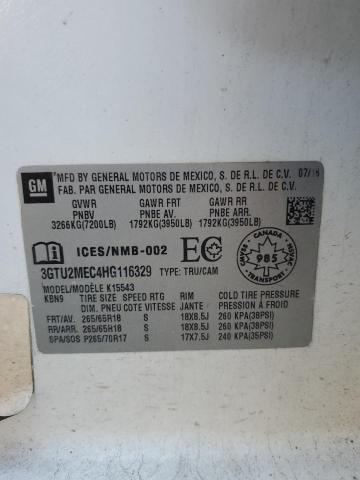 GM
MFD BY GENERAL MOTORS DE MEXICO, S. DE R.L. DE C.V. 07/16
FAB. PAR GENERAL MOTORS DE MEXICO, S. DE R.L. DE C.V.
GVWR GAWR FRT GAWR RR
PNBV PNBE AV. PNBE ARR.
3266KG(7200LB) 1792KG(3950LB) 1792KG(3950LB)
ICES/NMB-002 EC
CANADA
985
TRANSPORT
3GTU2MEC4HG116329 TYPE: TRU/CAM
MODEL/MODÈLE K15543
KBN9 TIRE SIZE SPEED RTG RIM COLD TIRE PRESSURE
DIM. PNEU COTE VITESSE JANTE PRESSION À FROID
FRT/AV. 265/65R18 S 18X8.5J 260 KPA(38PSI)
RR/ARR. 265/65R18 S 18X8.5J 260 KPA(38PSI)
SPA/SOS P265/70R17 S 17X7.5J 240 KPA(35PSI)